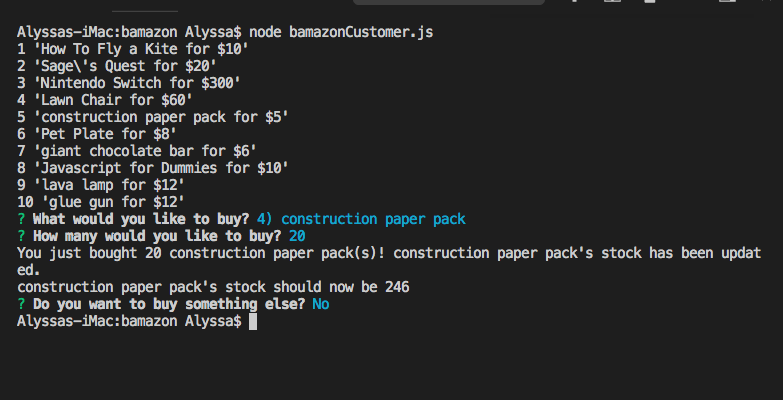 Alyssas-iMac:bamazon Alyssa$ node bamazonCustomer.js
1 'How To Fly a Kite for $10'
2 'Sage\'s Quest for $20'
3 'Nintendo Switch for $300'
4 'Lawn Chair for $60'
5 'construction paper pack for $5'
6 'Pet Plate for $8'
7 'giant chocolate bar for $6'
8 'Javascript for Dummies for $10'
9 'lava lamp for $12'
10 'glue gun for $12'
? What would you like to buy? 4) construction paper pack
? How many would you like to buy? 20
You just bought 20 construction paper pack(s)! construction paper pack's stock has been updat
ed.
construction paper pack's stock should now be 246
? Do you want to buy something else? No
Alyssas-iMac:bamazon Alyssa$